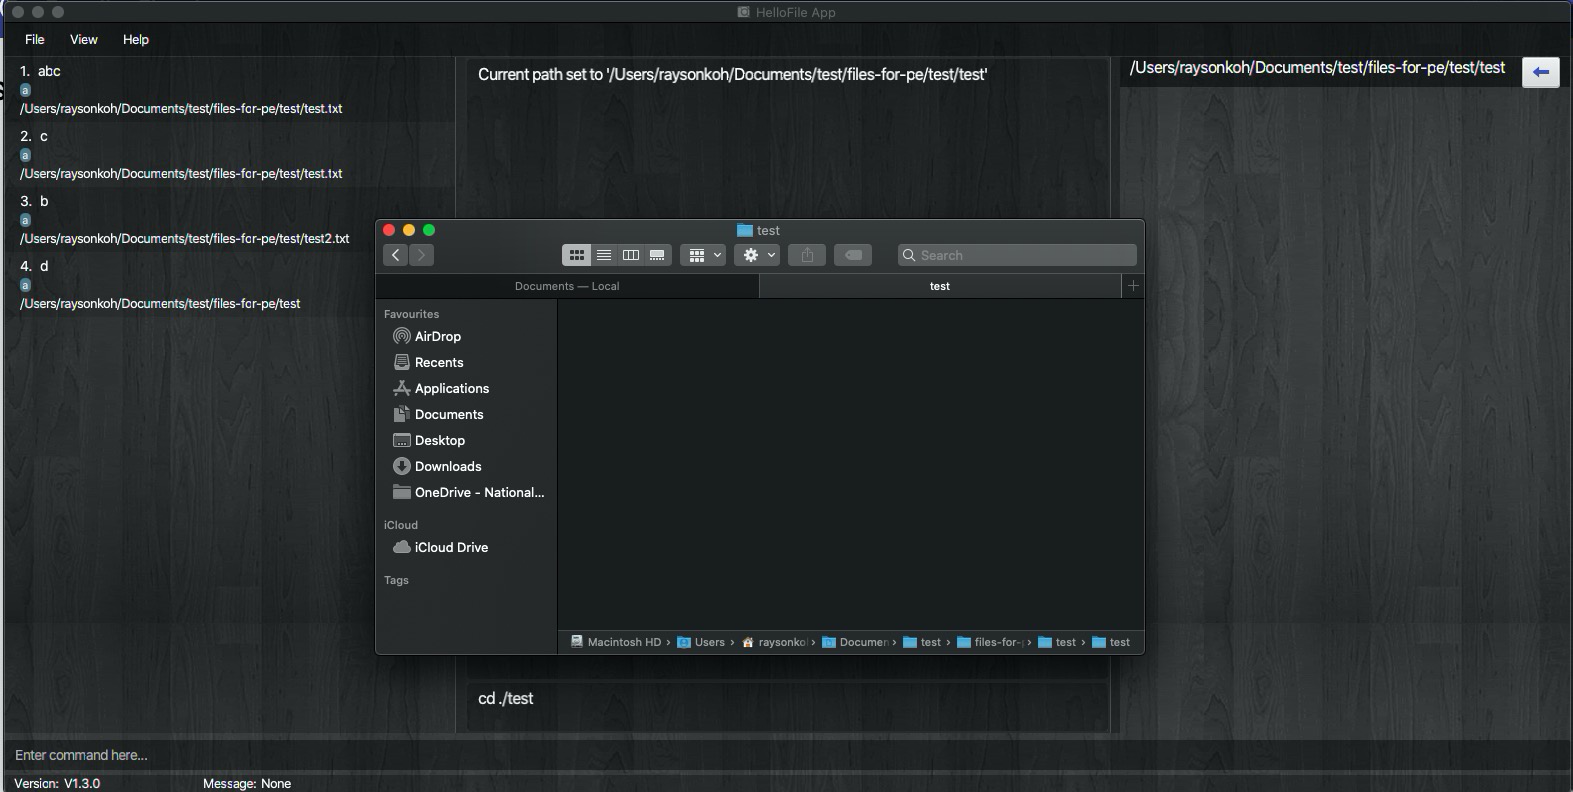 HelloFile App
File View Help
1. abc
a
/Users/raysonkoh/Documents/test/files-for-pe/test/test.txt
2. c
a
/Users/raysonkoh/Documents/test/files-for-pe/test/test.txt
3. b
a
/Users/raysonkoh/Documents/test/files-for-pe/test/test2.txt
4. d
a
/Users/raysonkoh/Documents/test/files-for-pe/test
Current path set to '/Users/raysonkoh/Documents/test/files-for-pe/test/test'
/Users/raysonkoh/Documents/test/files-for-pe/test/test
test
Search
Documents — Local
test
Favourites
AirDrop
Recents
Applications
Documents
Desktop
Downloads
OneDrive - National...
iCloud
iCloud Drive
Tags
Macintosh HD › Users › raysonko › Documen › test › files-for- › test › test
cd ./test
Enter command here...
Version: V1.3.0 Message: None